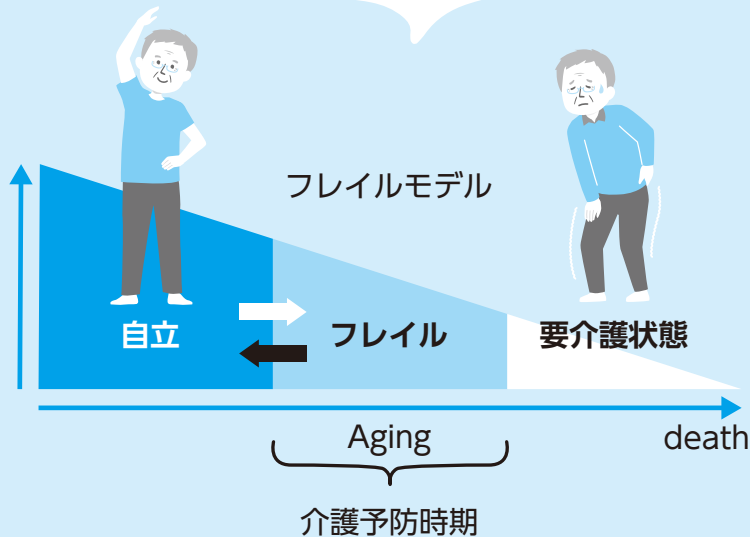 フレイルモデル
自立
フレイル
要介護状態
Aging
death
介護予防時期